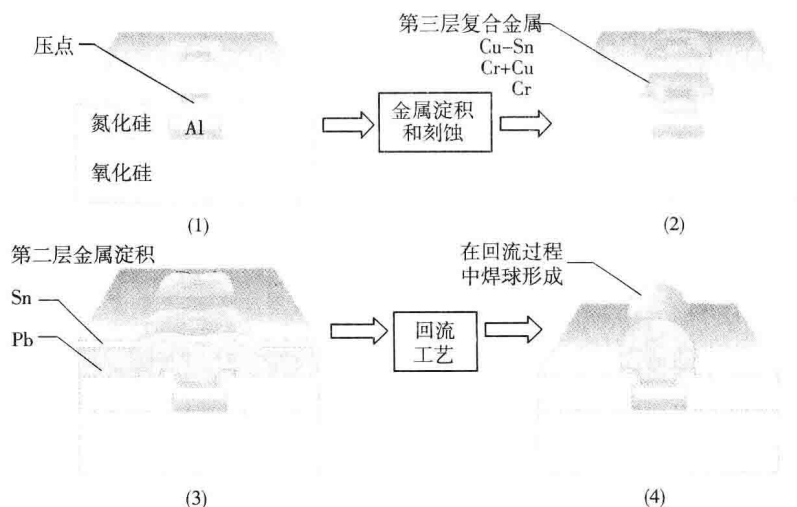 压点
氮化硅
Al
氧化硅
(1)
金属淀积
和刻蚀
第三层复合金属
Cu-Sn
Cr+Cu
Cr
(2)
第二层金属淀积
Sn
Pb
(3)
回流
工艺
在回流过程
中焊球形成
(4)